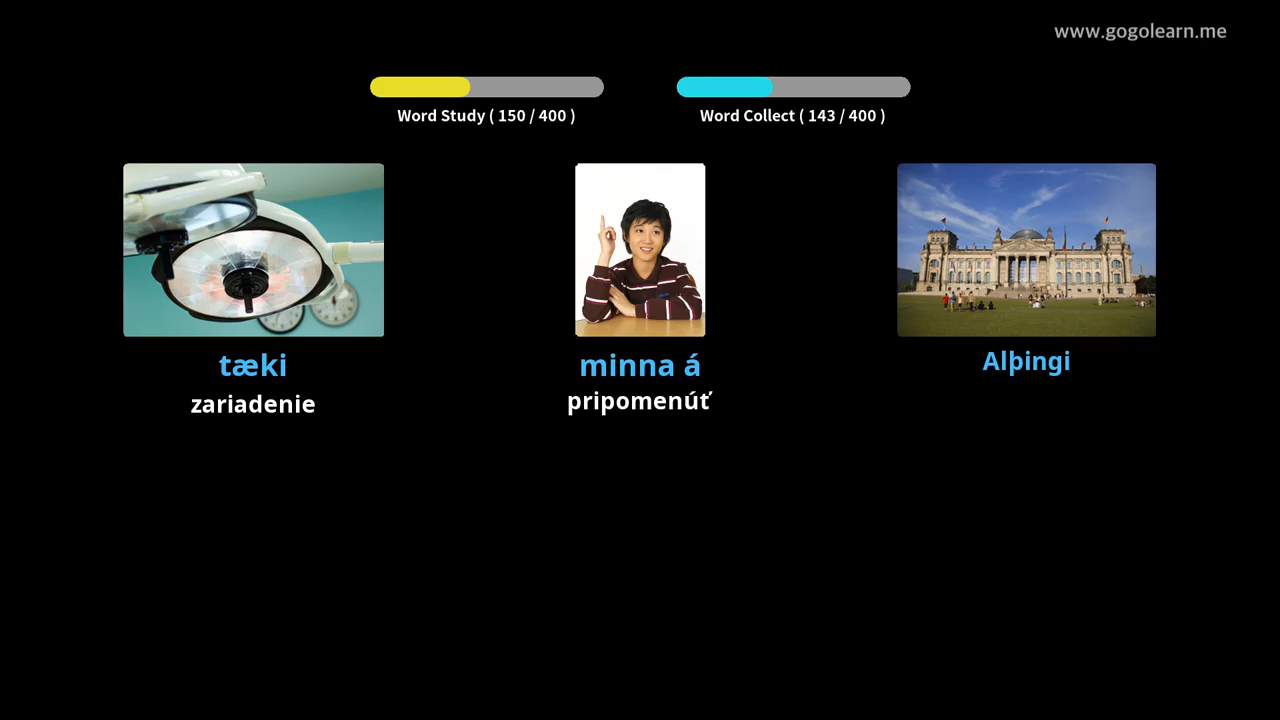 www.gogolearn.me
Word Study ( 150 / 400 )
Word Collect ( 143 / 400 )
tæki
zariadenie
minna á
pripomenúť
Alþingi